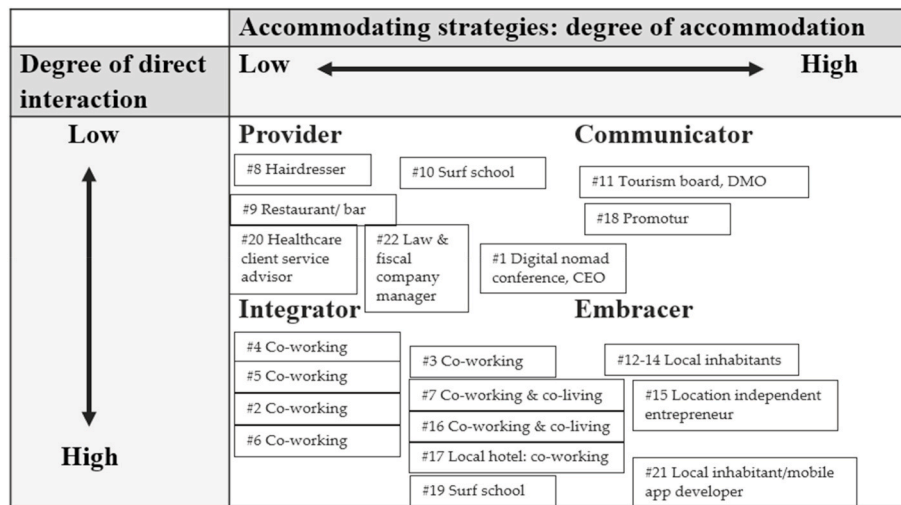 Accommodating strategies: degree of accommodation
Degree of direct
interaction
Low
High
Low
High
Provider
Communicator
#8 Hairdresser
#10 Surf school
#11 Tourism board, DMO
#9 Restaurant/ bar
#18 Promotur
#20 Healthcare
client service
advisor
#22 Law &
fiscal
company
manager
#1 Digital nomad
conference, CEO
Integrator
Embracer
#4 Co-working
#5 Co-working
#2 Co-working
#6 Co-working
#3 Co-working
#7 Co-working & co-living
#16 Co-working & co-living
#17 Local hotel: co-working
#19 Surf school
#12-14 Local inhabitants
#15 Location independent
entrepreneur
#21 Local inhabitant/mobile
app developer